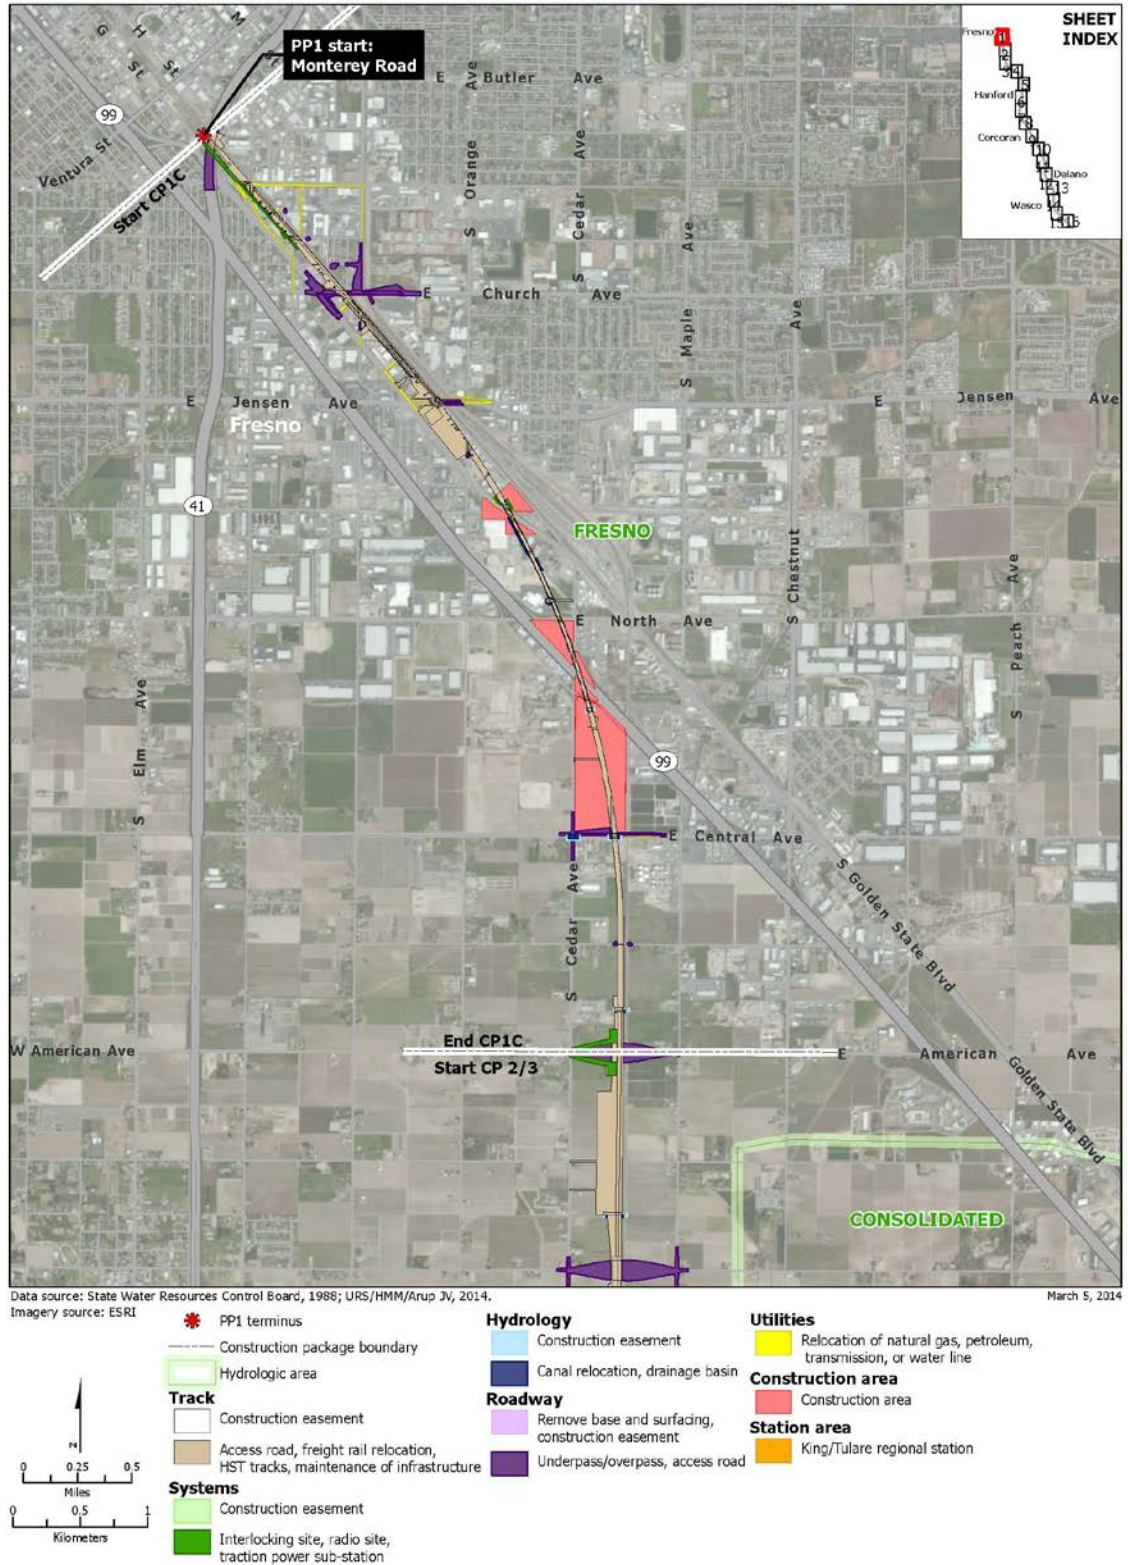 PP1 start:
Monterey Road
SHEET
INDEX
Fresno
1
2
3
4
5
Hanford
6
Corcoran
10
Delano
13
Wasco
G St
H St
M
99
Ventura St
Start CP1C
E Butler Ave
S Orange Ave
S Cedar Ave
S Maple Ave
E Church Ave
S Chestnut Ave
E Jensen Ave
E Jensen Ave
Fresno
41
FRESNO
E North Ave
S Peach Ave
S Elm Ave
99
E Central Ave
S Golden State Blvd
S Cedar Ave
End CP1C
Start CP 2/3
W American Ave
E American Ave
Golden State Blvd
CONSOLIDATED
Data source: State Water Resources Control Board, 1988; URS/HMM/Arup JV, 2014.
March 5, 2014
Imagery source: ESRI
PP1 terminus
Construction package boundary
Hydrologic area
Track
Construction easement
Access road, freight rail relocation,
HST tracks, maintenance of infrastructure
Systems
Construction easement
Interlocking site, radio site,
traction power sub-station
Hydrology
Construction easement
Canal relocation, drainage basin
Roadway
Remove base and surfacing,
construction easement
Underpass/overpass, access road
Utilities
Relocation of natural gas, petroleum,
transmission, or water line
Construction area
Construction area
Station area
King/Tulare regional station
N
0 0.25 0.5
Miles
0 0.5 1
Kilometers